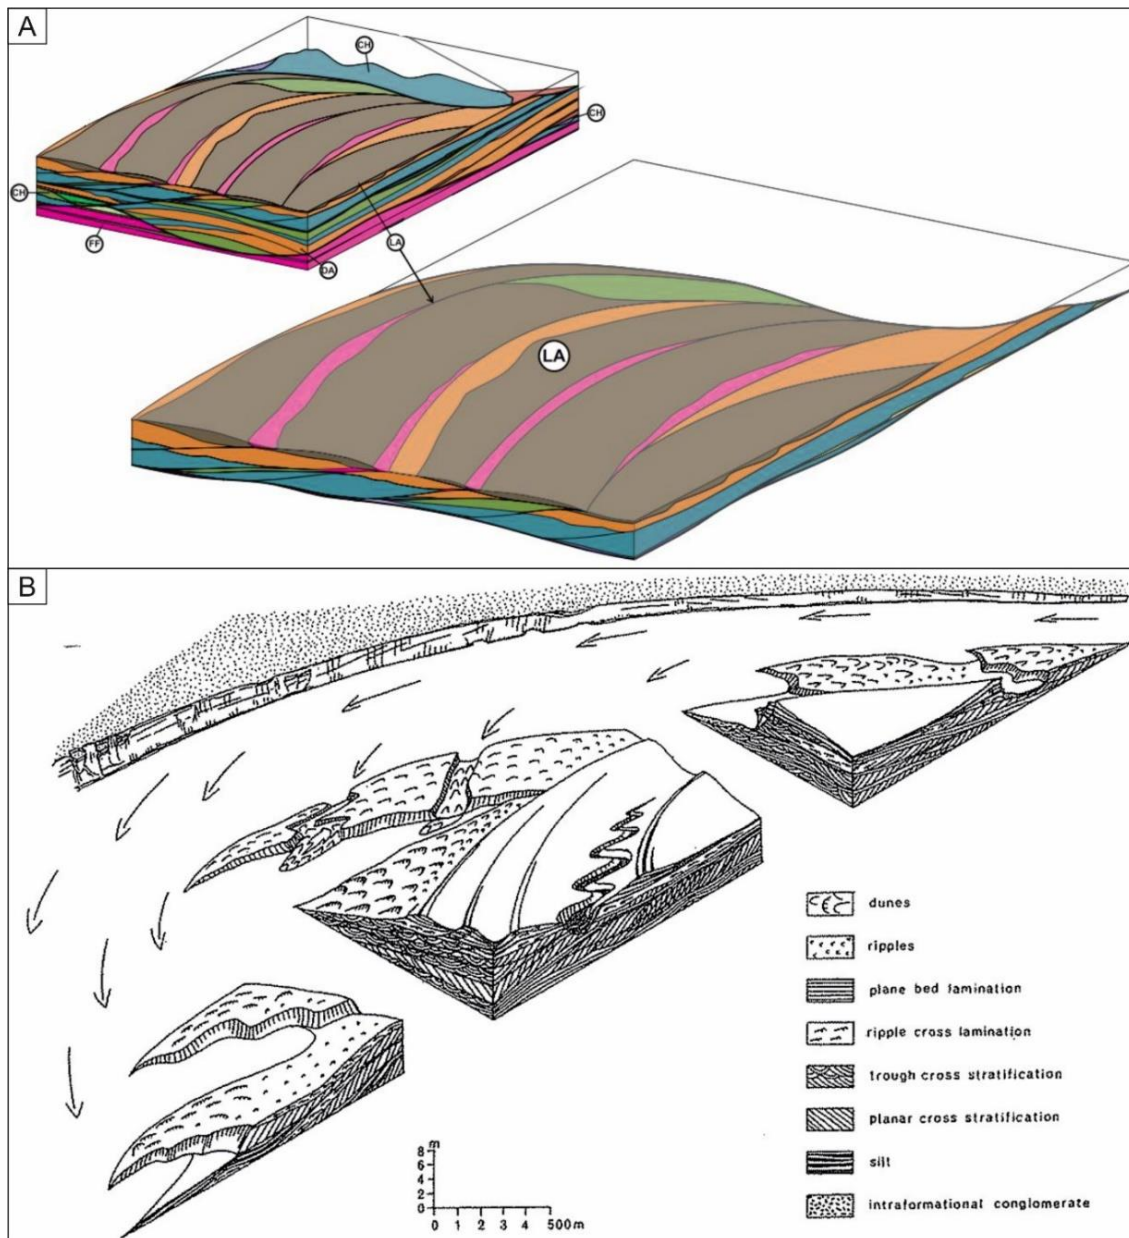 A
CH
CH
CH
FF
LA
DA
LA
B
dunes
ripples
plane bed lamination
ripple cross lamination
trough cross stratification
planar cross stratification
silt
intraformational conglomerate
m
8
6
4
2
0
0 1 2 3 4 500m